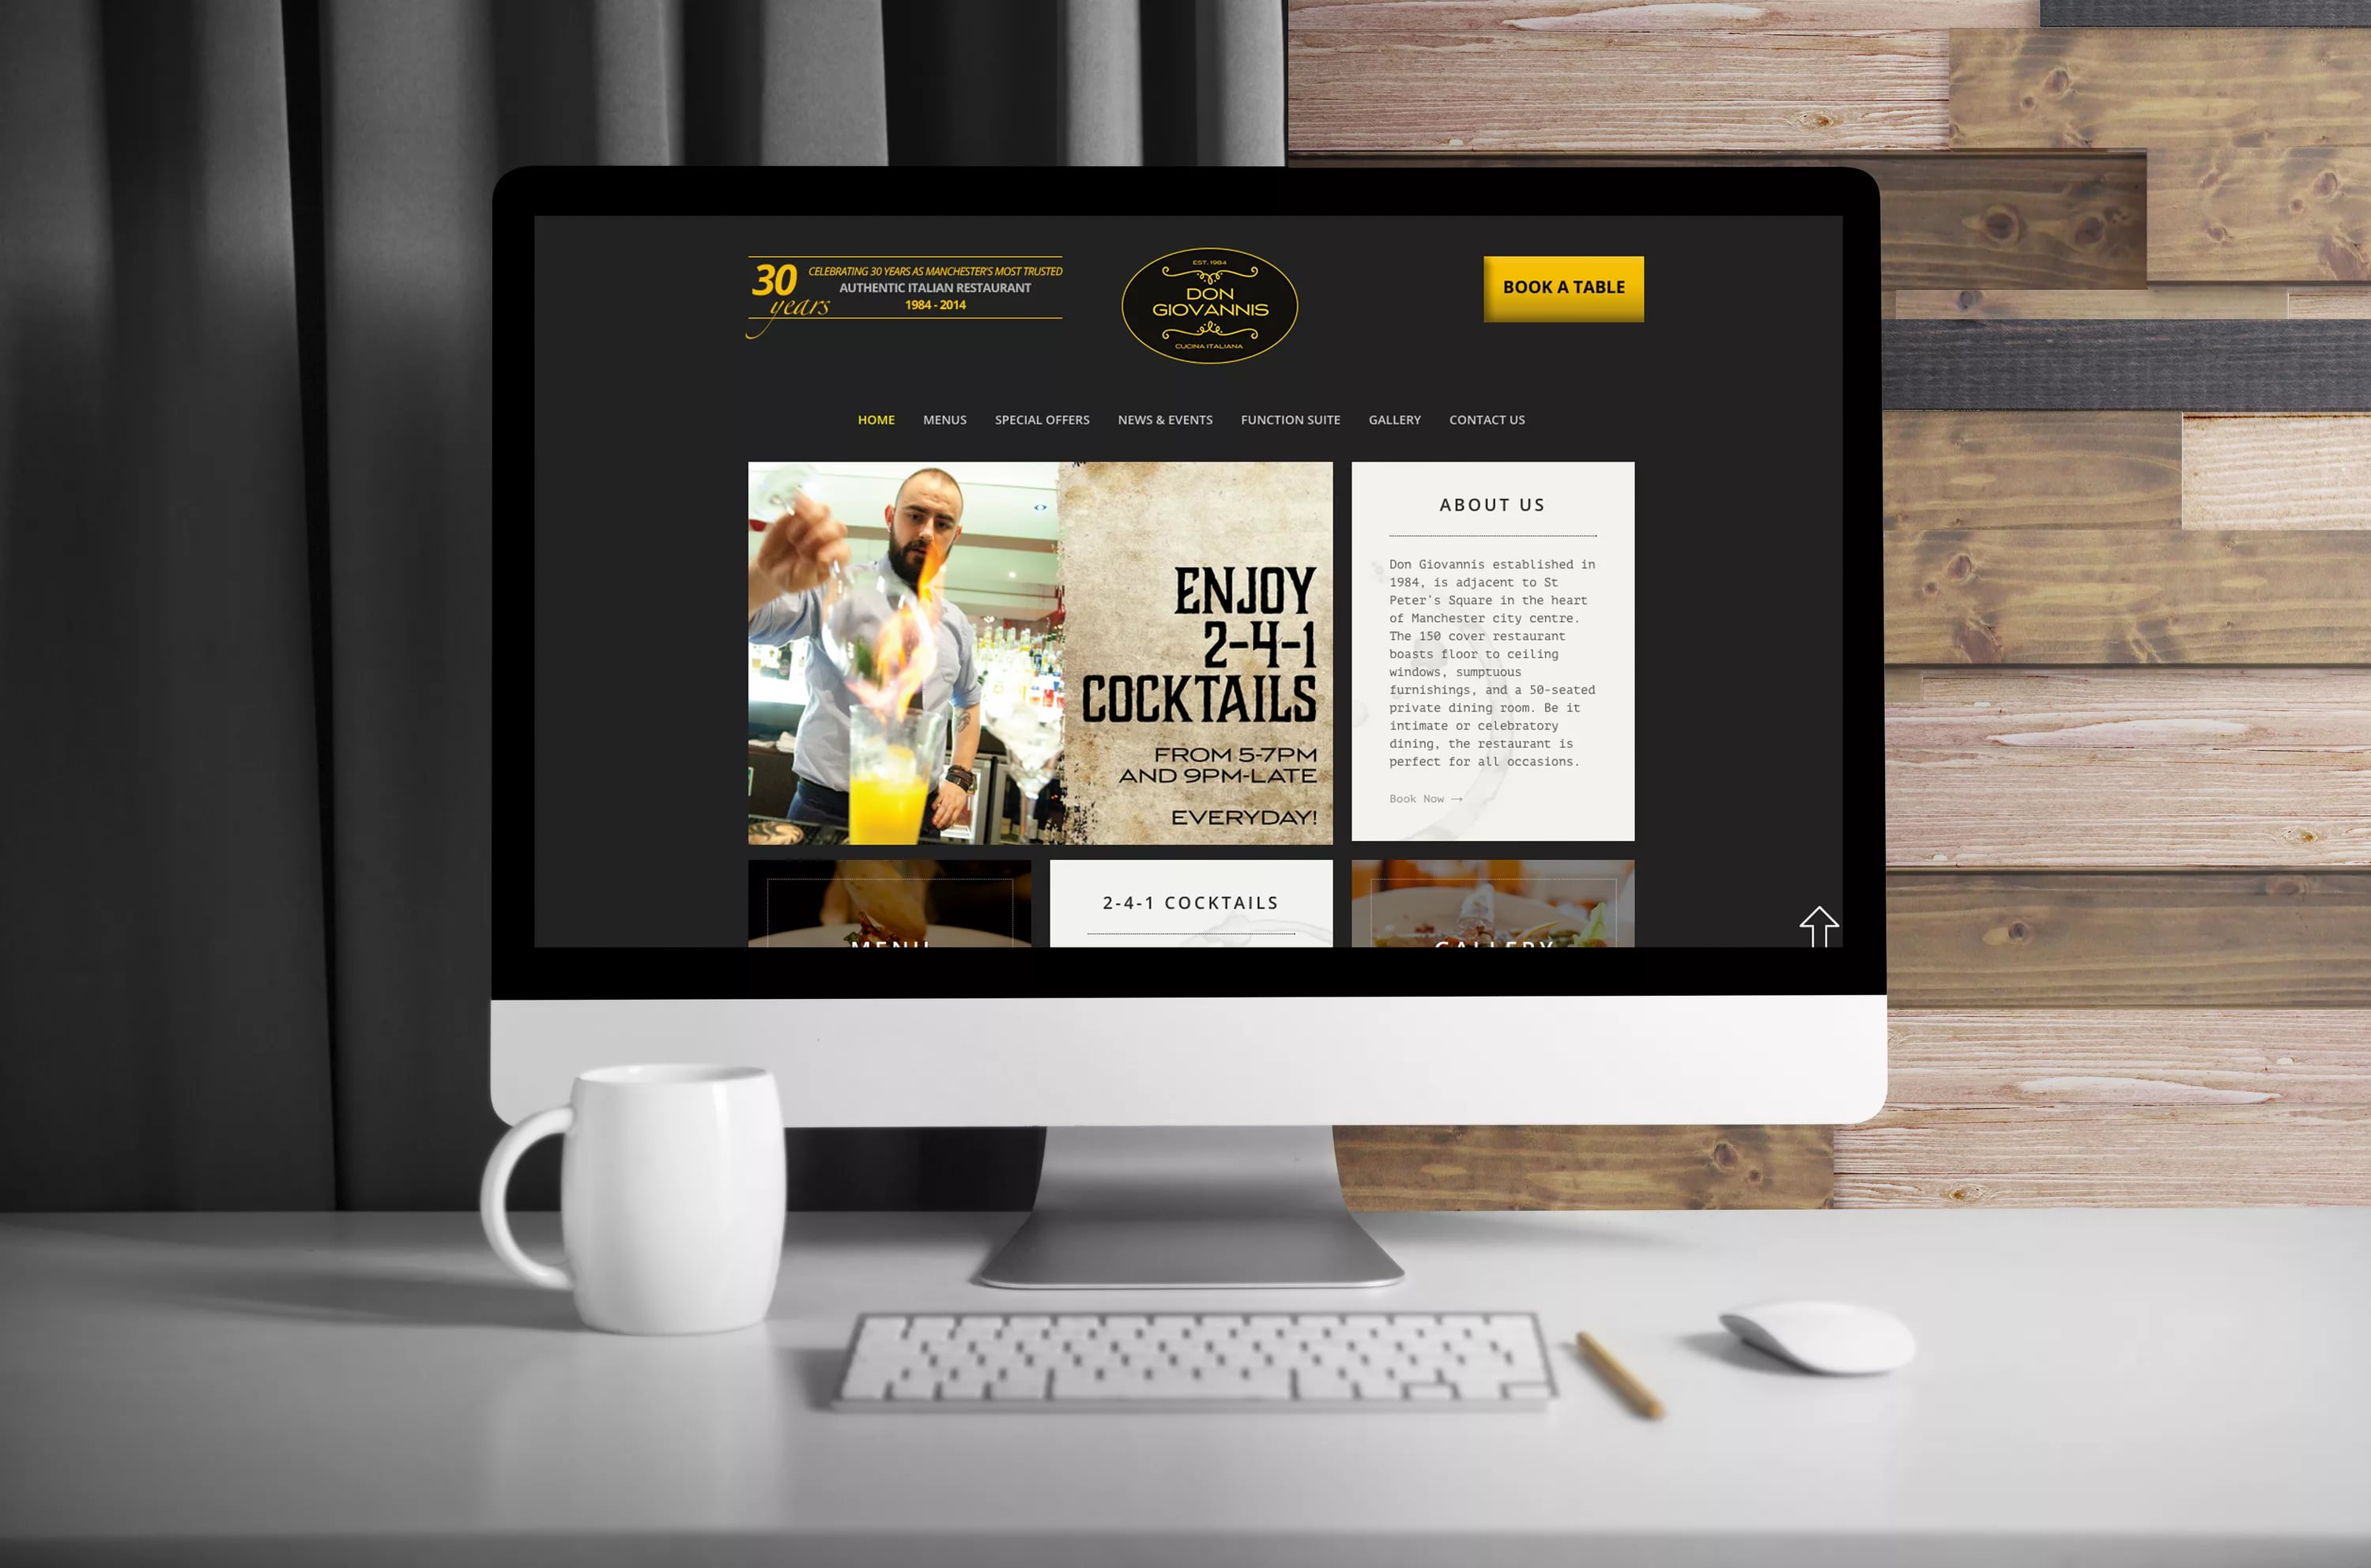 30 years
CELEBRATING 30 YEARS AS MANCHESTER'S MOST TRUSTED
AUTHENTIC ITALIAN RESTAURANT
1984 - 2014
EST. 1984
DON
GIOVANNIS
CUCINA ITALIANA
BOOK A TABLE
HOME MENUS SPECIAL OFFERS NEWS & EVENTS FUNCTION SUITE GALLERY CONTACT US
ENJOY
2-4-1
COCKTAILS
FROM 5-7PM
AND 9PM-LATE
EVERYDAY!
ABOUT US
Don Giovannis established in
1984, is adjacent to St
Peter's Square in the heart
of Manchester city centre.
The 150 cover restaurant
boasts floor to ceiling
windows, sumptuous
furnishings, and a 50-seated
private dining room. Be it
intimate or celebratory
dining, the restaurant is
perfect for all occasions.
Book Now →
MENU
2-4-1 COCKTAILS
GALLERY